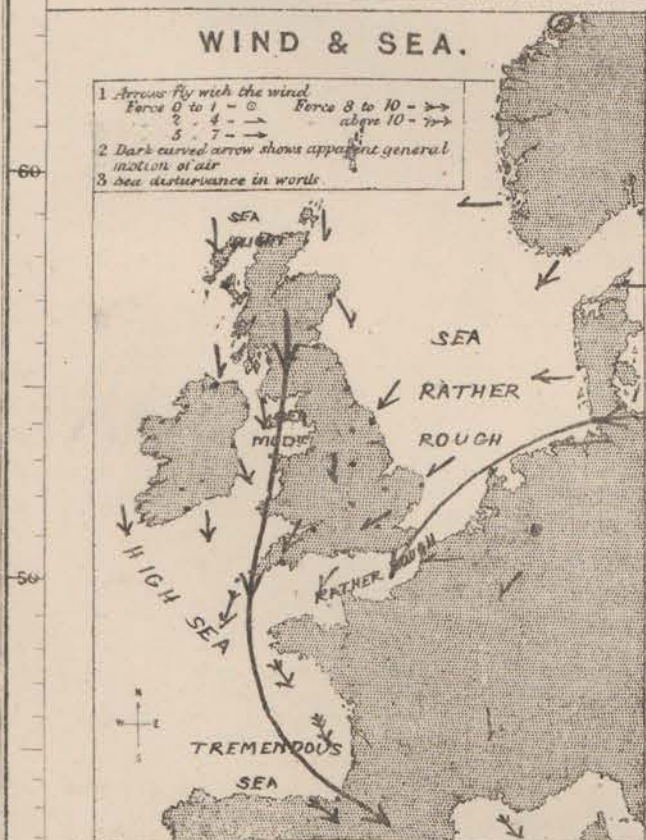 WIND & SEA.
1 Arrows fly with the wind
Force 0 to 1 - ⊙ Force 8 to 10 - ↠
2 . 4 - ⇀ above 10 -
5 . 7 - →
2 Dark curved arrow shows apparent general
motion of air
3 Sea disturbance in words
60
SEA
SLIGHT
SEA
RATHER
ROUGH
SEA
MODTE
HIGH SEA
RATHER ROUGH
50
N
W E
S
TREMENDOUS
SEA